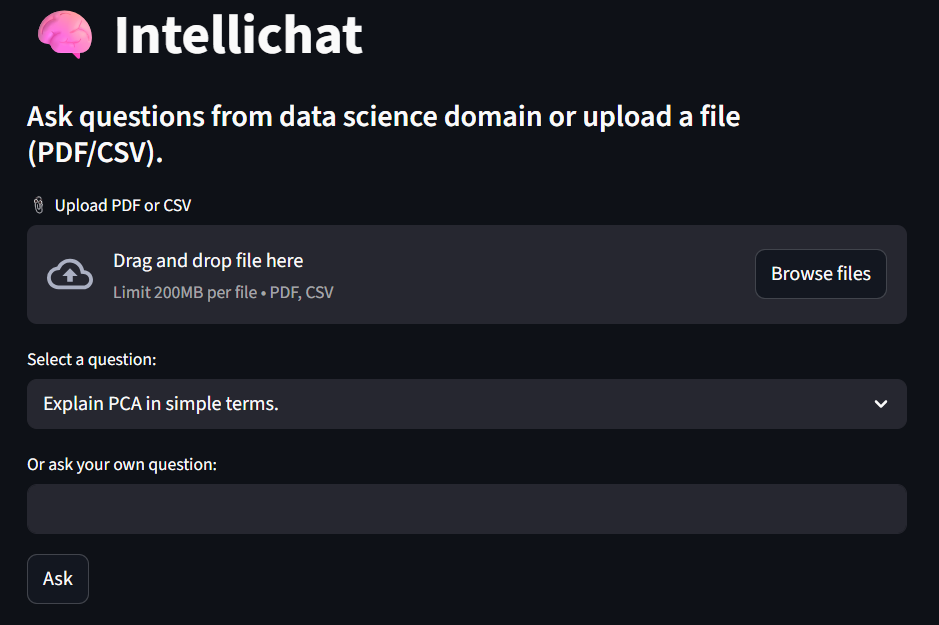 Intellichat
Ask questions from data science domain or upload a file
(PDF/CSV).
Upload PDF or CSV
Drag and drop file here
Limit 200MB per file • PDF, CSV
Browse files
Select a question:
Explain PCA in simple terms.
Or ask your own question:
Ask